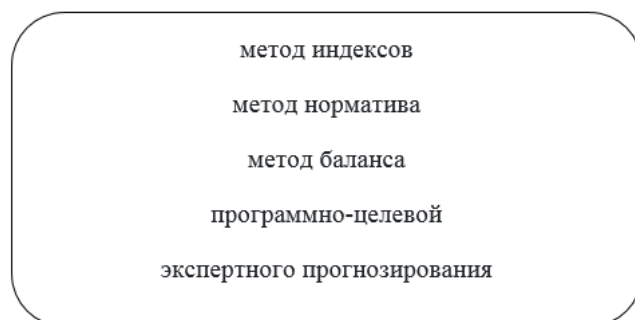 метод индексов
метод норматива
метод баланса
программно-целевой
экспертного прогнозирования